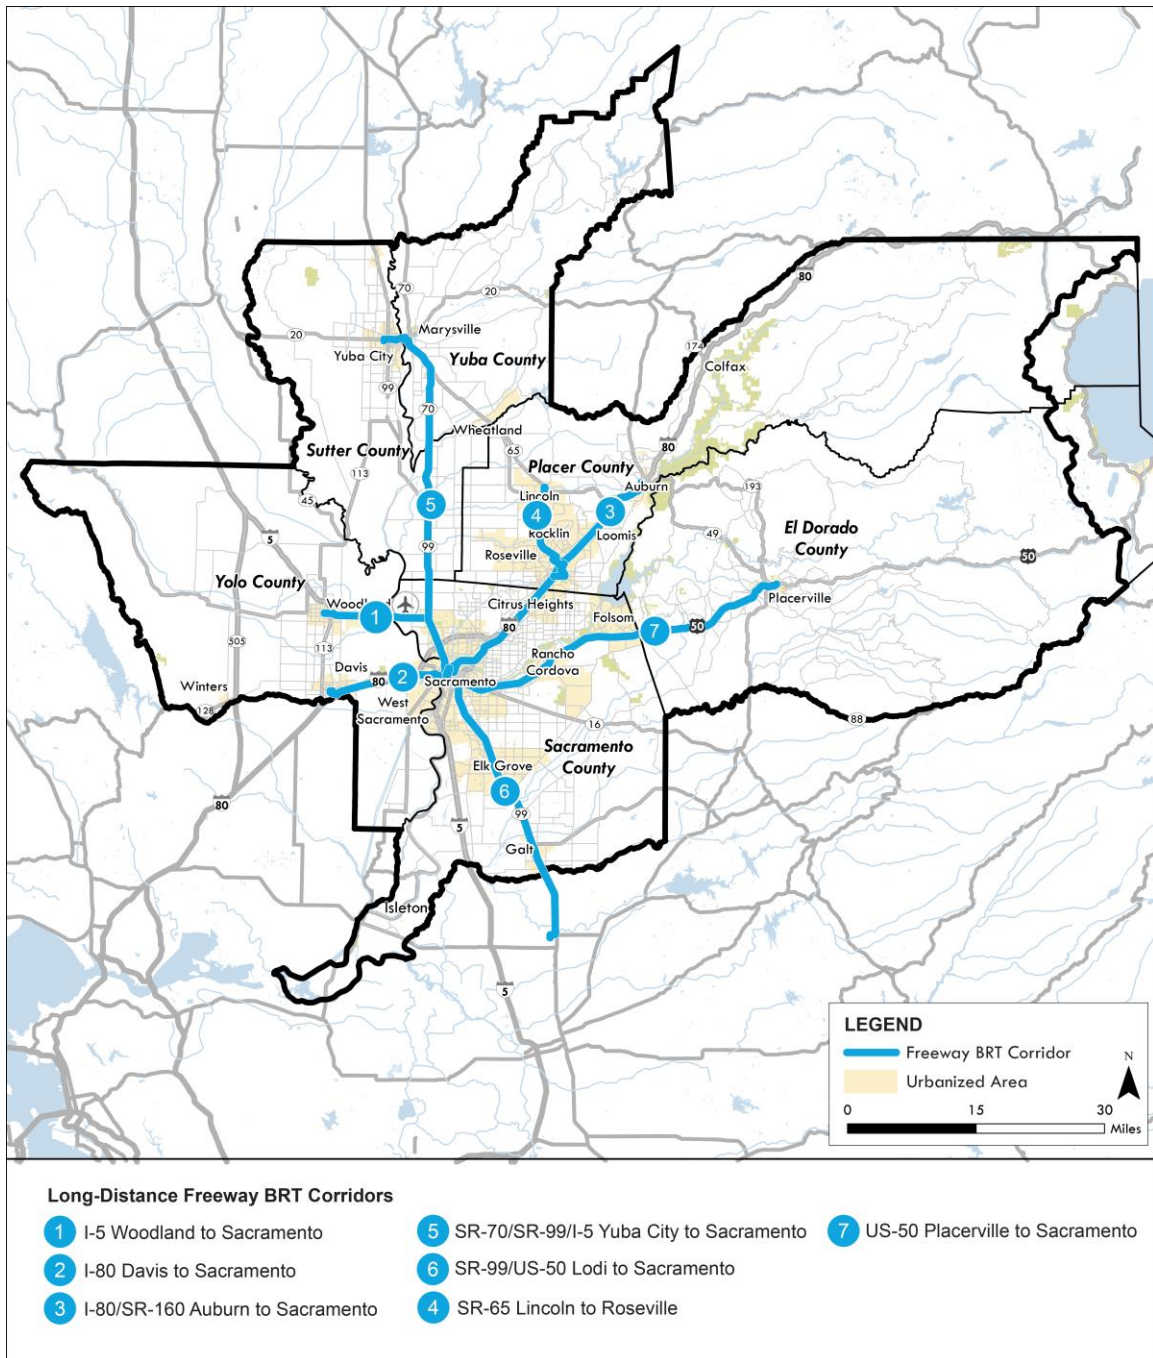 80
70
20
174
Marysville
20
Yuba City
Yuba County
Colfax
99
70
Wheatland
80
Sutter County
65
Placer County
113
Auburn
193
45
Lincoln
5
3
4
El Dorado
County
5
Rocklin
Loomis
49
99
Roseville
50
Yolo County
Woodland
Citrus Heights
Placerville
1
80
Folsom
7
50
505
113
Rancho
Cordova
Davis
2
80
Sacramento
Winters
West
Sacramento
128
16
88
Sacramento
County
Elk Grove
6
80
99
5
Galt
Isleton
5
LEGEND
Freeway BRT Corridor
Urbanized Area
N
0 15 30
Miles
Long-Distance Freeway BRT Corridors
1 I-5 Woodland to Sacramento
2 I-80 Davis to Sacramento
3 I-80/SR-160 Auburn to Sacramento
5 SR-70/SR-99/I-5 Yuba City to Sacramento
6 SR-99/US-50 Lodi to Sacramento
4 SR-65 Lincoln to Roseville
7 US-50 Placerville to Sacramento